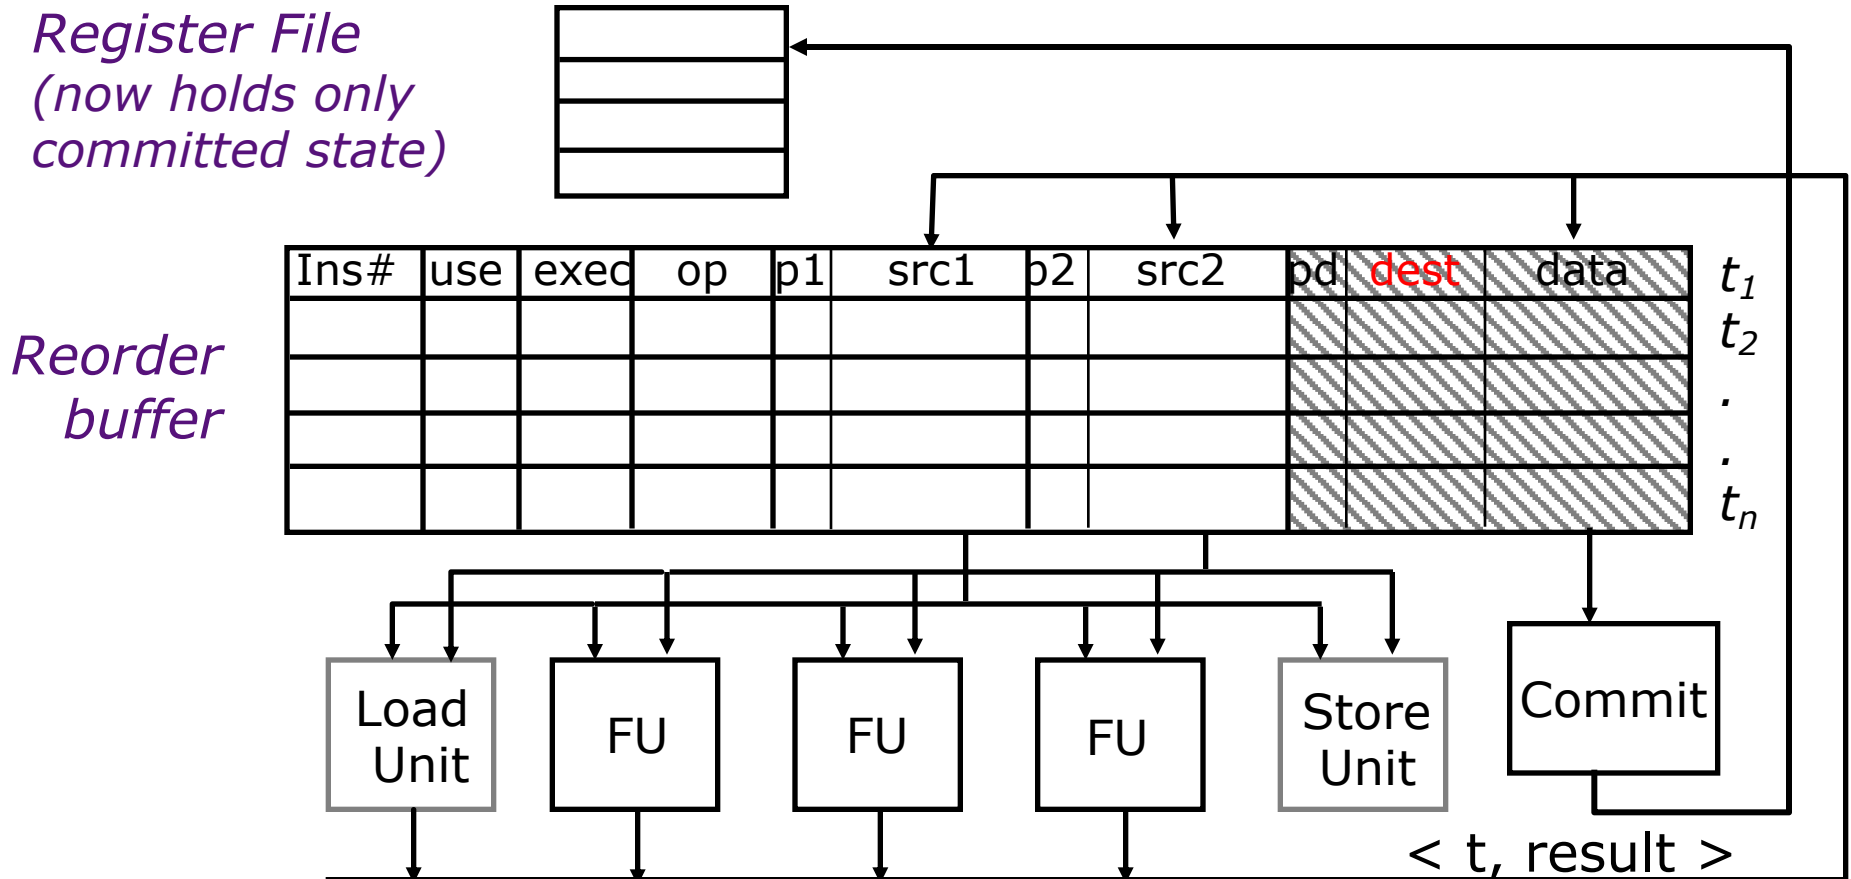 Register File
(now holds only
committed state)
Ins# use exec op p1 src1 p2 src2 pd dest data t1
t2
Reorder
buffer
.
.
tn
Load
Unit
FU
FU
FU
Store
Unit
Commit
< t, result >